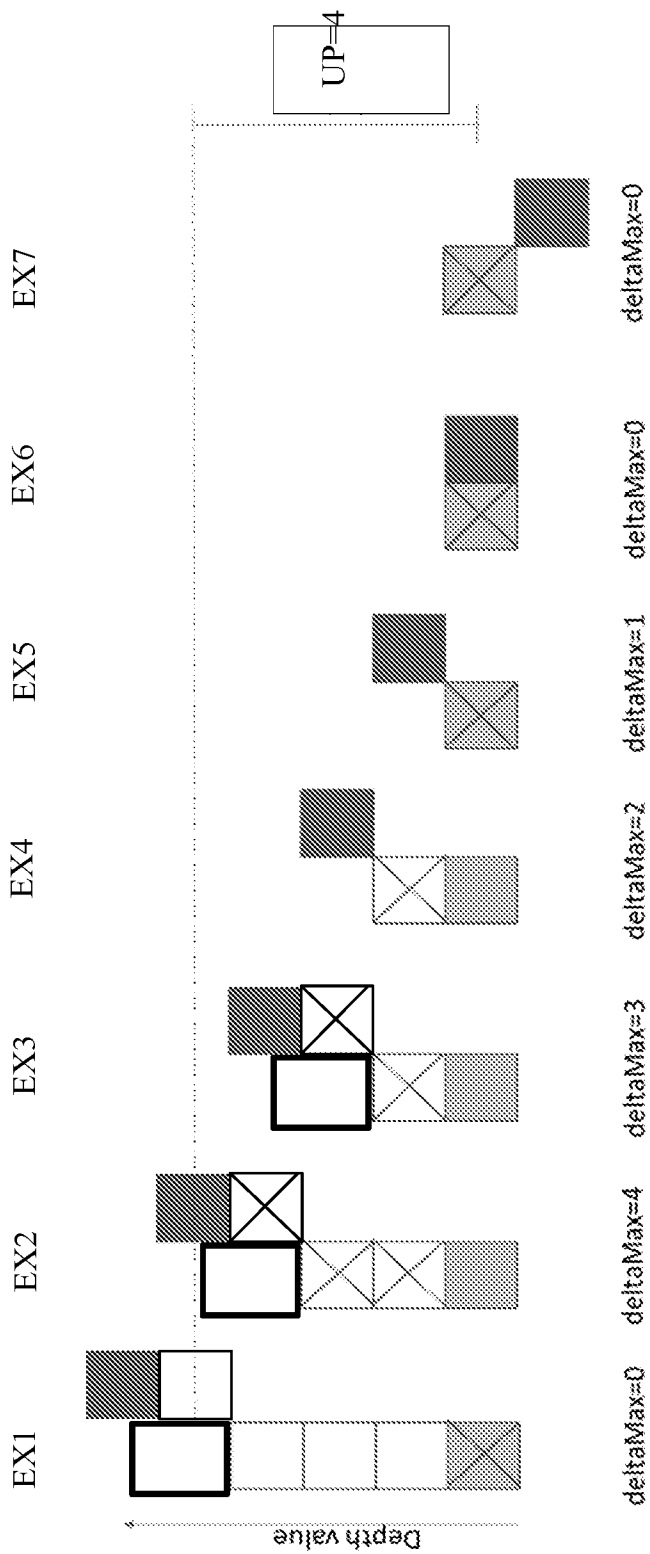 EX1
EX2
EX3
EX4
EX5
EX6
EX7
UP=4
Depth value
deltaMax=0
deltaMax=4
deltaMax=3
deltaMax=2
deltaMax=1
deltaMax=0
deltaMax=0